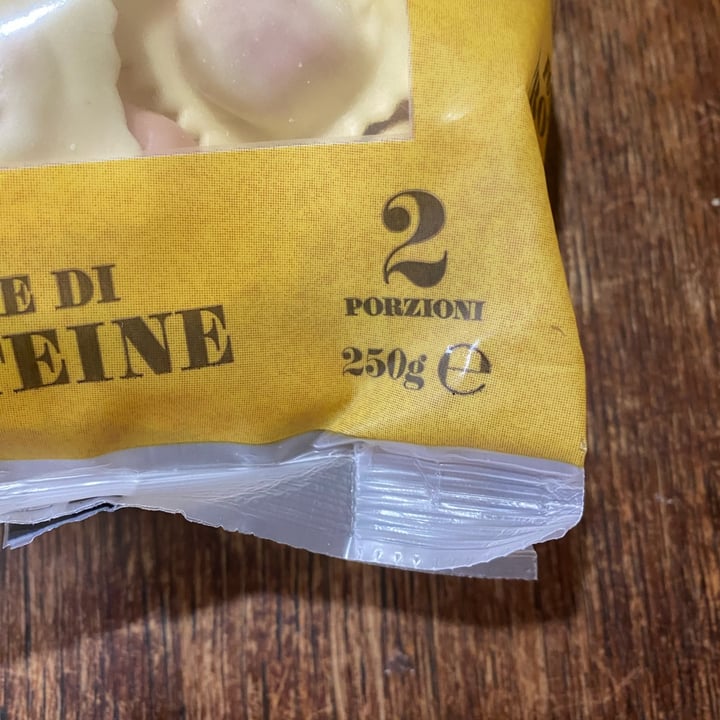 2
PORZIONI
E DI
TEINE
250g ℮